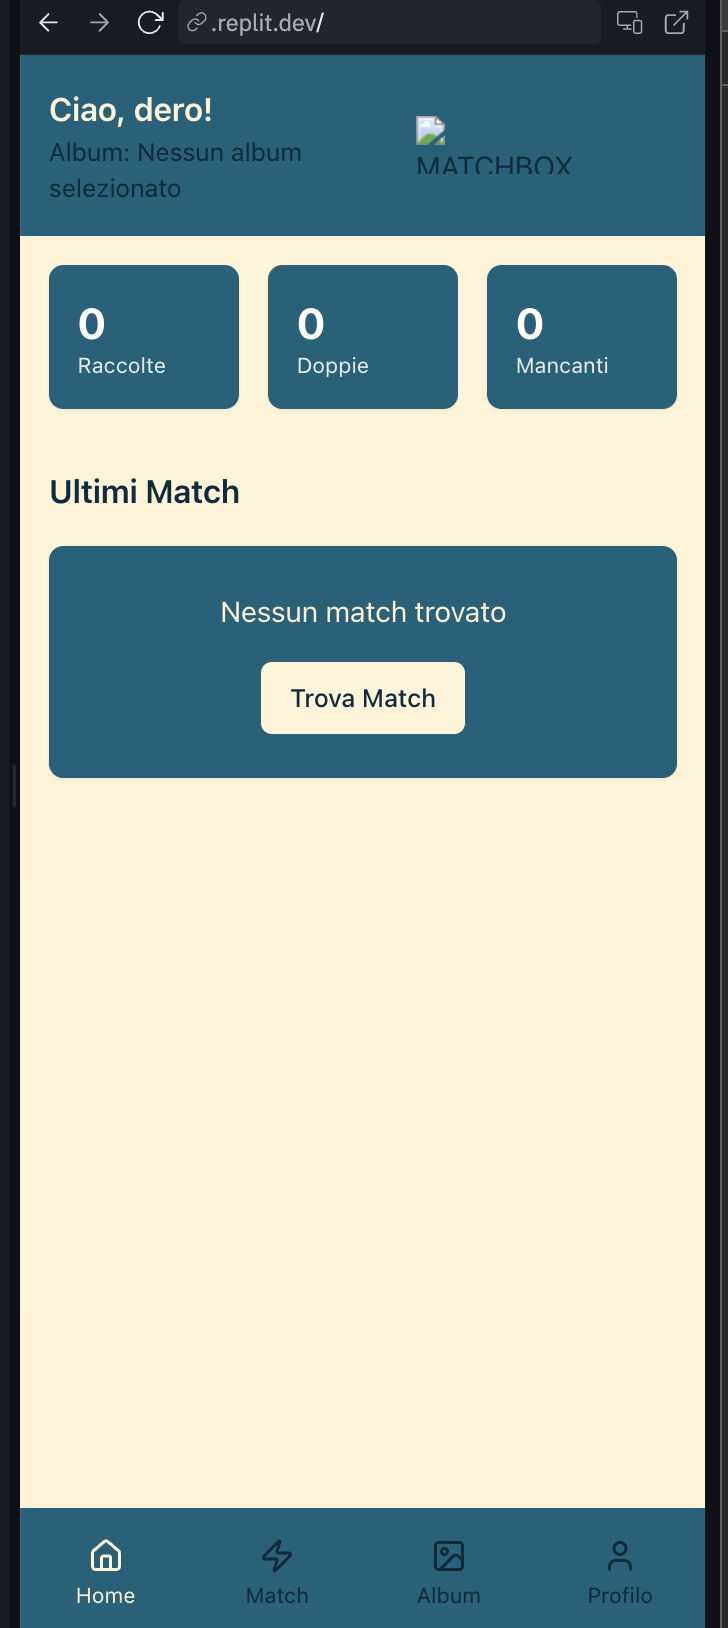 .replit.dev/
Ciao, dero!
Album: Nessun album
selezionato
MATCHBOX
0
Raccolte
0
Doppie
0
Mancanti
Ultimi Match
Nessun match trovato
Trova Match
Home
Match
Album
Profilo